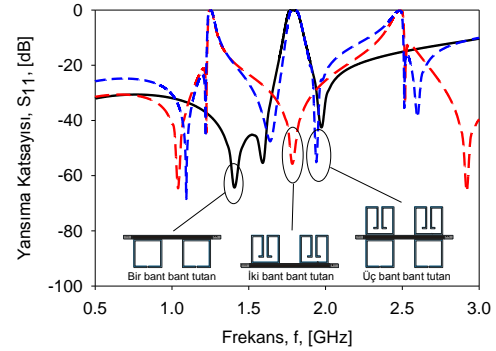 Yansıma Katsayısı, S11, [dB]
0
-20
-40
-60
-80
-100
Bir bant bant tutan
İki bant bant tutan
Üç bant bant tutan
0.5
1.0
1.5
2.0
2.5
3.0
Frekans, f, [GHz]